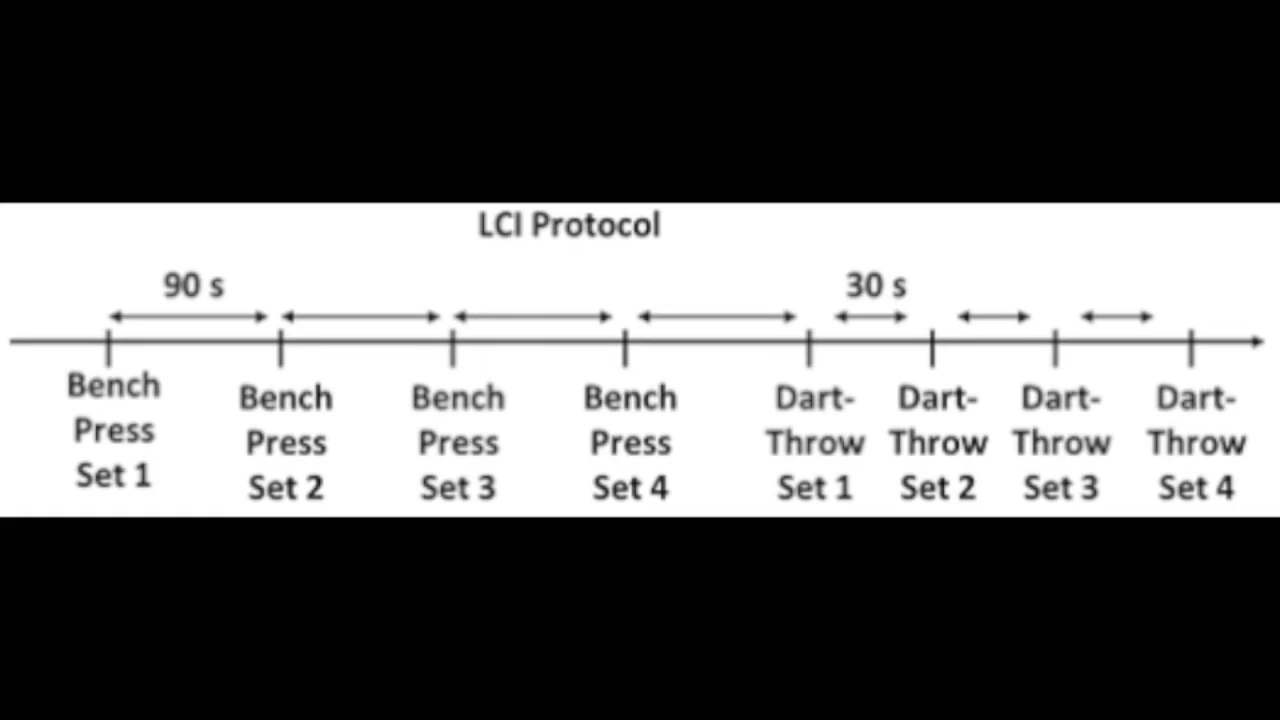 LCI Protocol
90 s
30 s
Bench
Press
Set 1
Bench
Press
Set 2
Bench
Press
Set 3
Bench
Press
Set 4
Dart-
Throw
Set 1
Dart-
Throw
Set 2
Dart-
Throw
Set 3
Dart-
Throw
Set 4